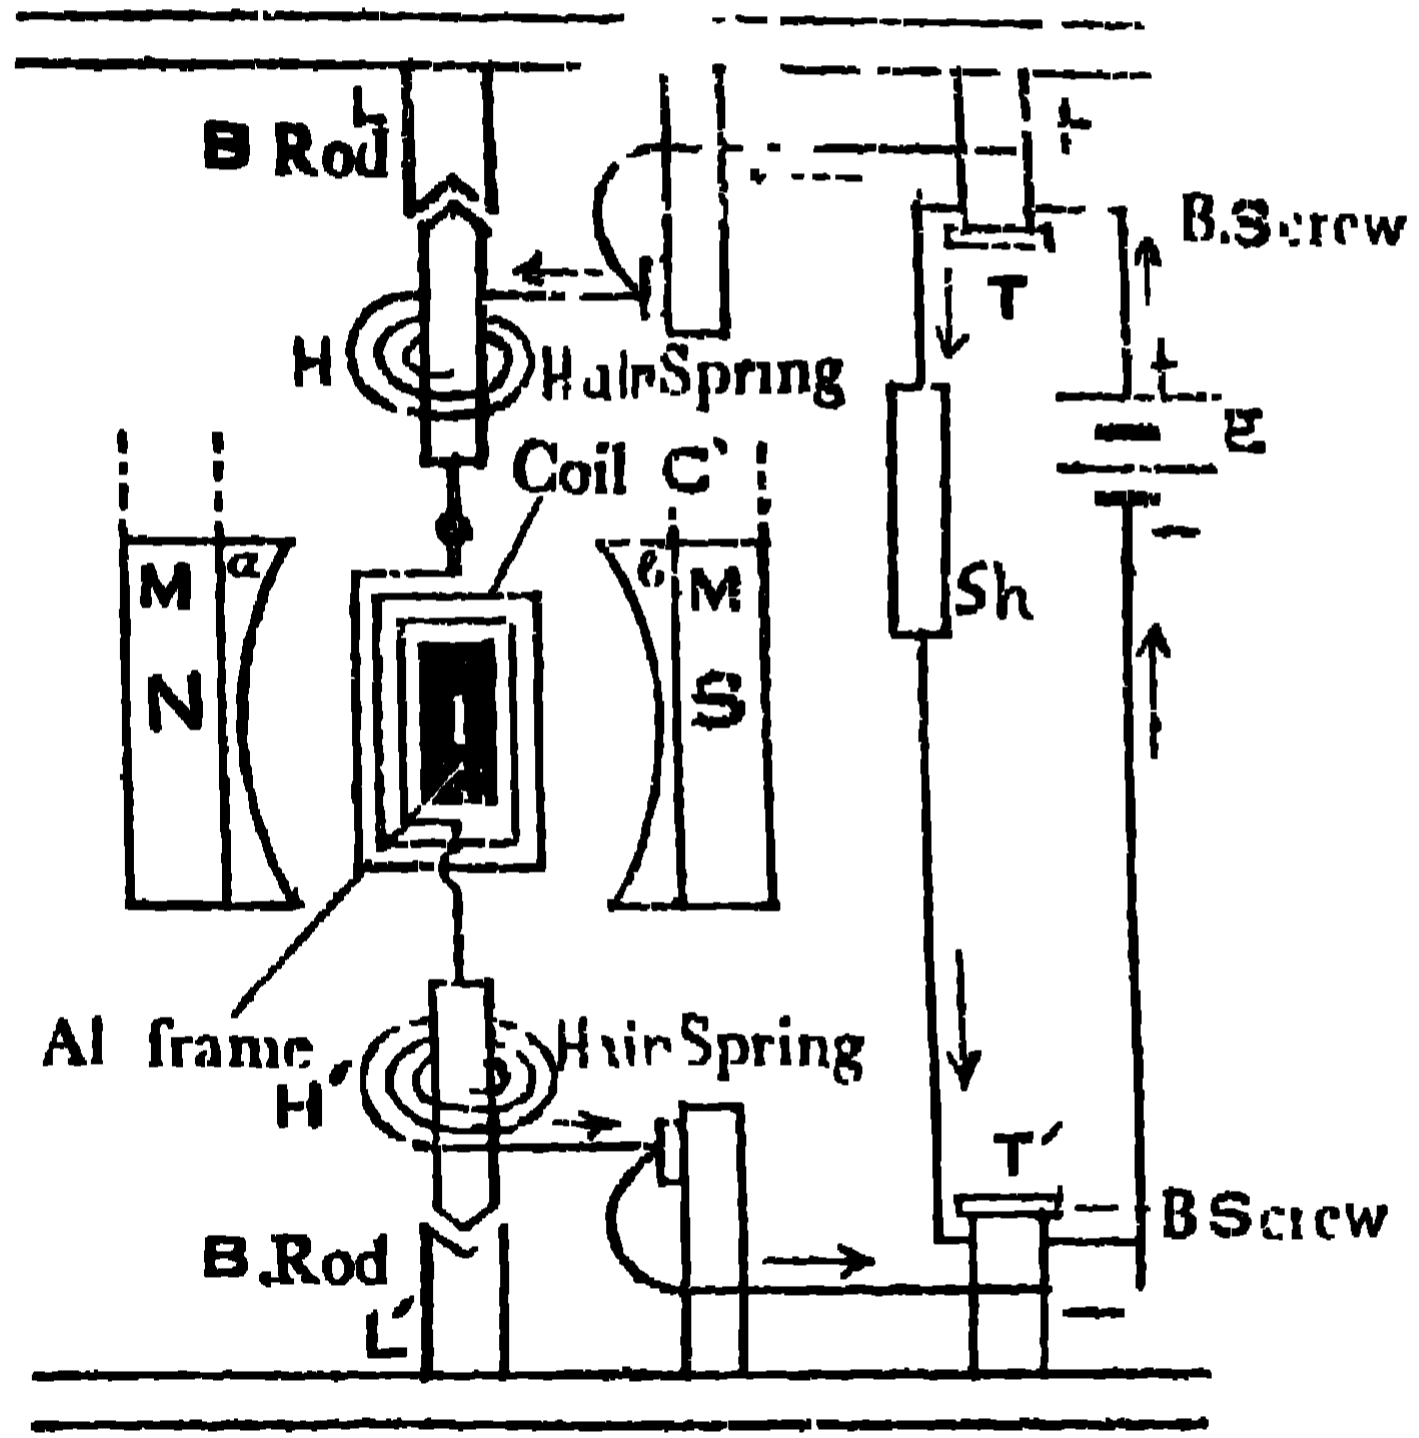 L
B Rod
+
B.Screw
T
H
Hair Spring
+
E
Coil C'
-
M
a
b
M
N
S
Sh
Al frame
Hair Spring
H'
T'
-
B Screw
B.Rod
L'
-